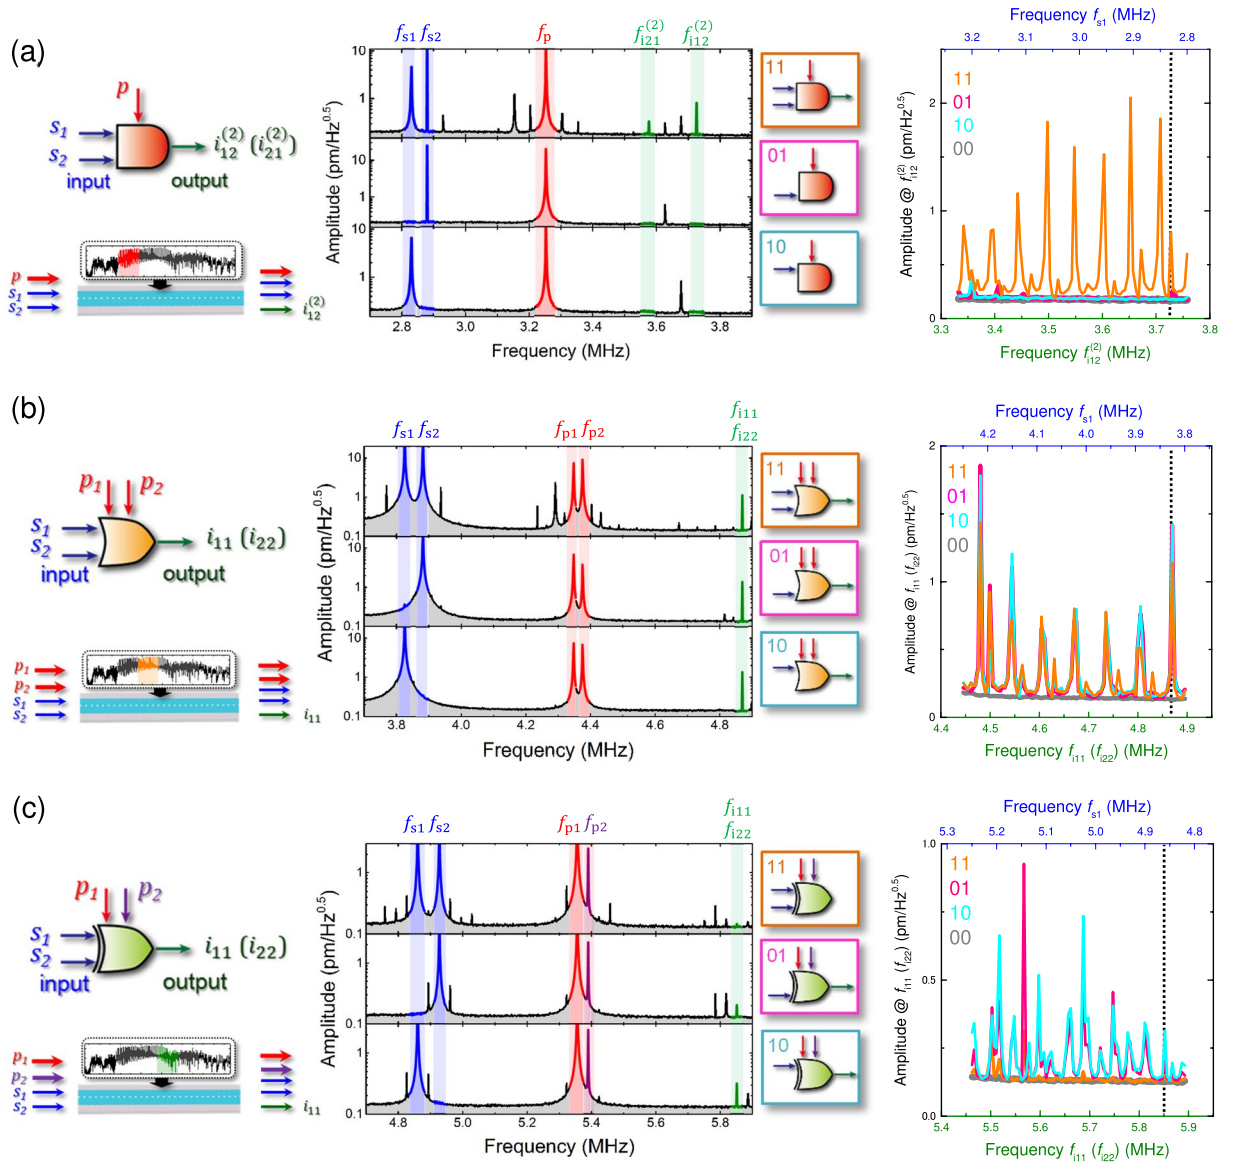 (a)
p
s1
s2
i12(2) (i21(2))
input output
p
s1
s2
i12(2)
fs1 fs2 fp fi21(2) fi12(2)
Amplitude (pm/Hz0.5)
10
1
10
1
10
1
2.8 3.0 3.2 3.4 3.6 3.8
Frequency (MHz)
11
01
10
Frequency fs1 (MHz)
3.2 3.1 3.0 2.9 2.8
11
01
10
00
Amplitude @ fi12(2) (pm/Hz0.5)
2
1
0
3.3 3.4 3.5 3.6 3.7 3.8
Frequency fi12(2) (MHz)
(b)
p1 p2
s1
s2
i11 (i22)
input output
p1
p2
s1
s2
i11
fs1 fs2 fp1 fp2 fi11
fi22
Amplitude (pm/Hz0.5)
10
1
0.1
10
1
10
1
0.1
3.8 4.0 4.2 4.4 4.6 4.8
Frequency (MHz)
11
01
10
Frequency fs1 (MHz)
4.2 4.1 4.0 3.9 3.8
11
01
10
00
Amplitude @ fi11 (fi22) (pm/Hz0.5)
2
1
0
4.4 4.5 4.6 4.7 4.8 4.9
Frequency fi11 (fi22) (MHz)
(c)
p1 p2
s1
s2
i11 (i22)
input output
p1
p2
s1
s2
i11
fs1 fs2 fp1 fp2 fi11
fi22
Amplitude (pm/Hz0.5)
1
0.1
1
0.1
1
0.1
4.8 5.0 5.2 5.4 5.6 5.8
Frequency (MHz)
11
01
10
Frequency fs1 (MHz)
5.3 5.2 5.1 5.0 4.9 4.8
11
01
10
00
Amplitude @ fi11 (fi22) (pm/Hz0.5)
1.0
0.5
0.0
5.4 5.5 5.6 5.7 5.8 5.9
Frequency fi11 (fi22) (MHz)